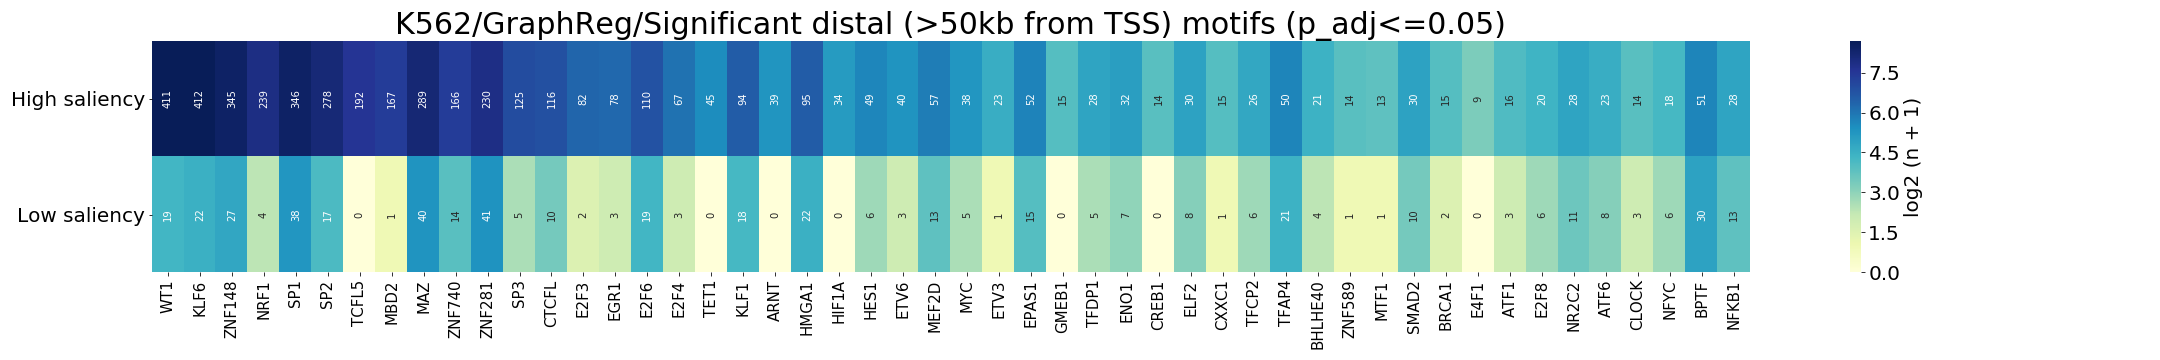 K562/GraphReg/Significant distal (>50kb from TSS) motifs (p_adj<=0.05)
High saliency 411 412 345 239 346 278 192 167 289 166 230 125 116 82 78 110 67 45 94 39 95 34 49 40 57 38 23 52 15 28 32 14 30 15 26 50 21 14 13 30 15 9 16 20 28 23 14 18 51 28
Low saliency 19 22 27 4 38 17 0 1 40 14 41 5 10 2 3 19 3 0 18 0 22 0 6 3 13 5 1 15 0 5 7 0 8 1 6 21 4 1 1 10 2 0 3 6 11 8 3 6 30 13
WT1 KLF6 ZNF148 NRF1 SP1 SP2 TCFL5 MBD2 MAZ ZNF740 ZNF281 SP3 CTCFL E2F3 EGR1 E2F6 E2F4 TET1 KLF1 ARNT HMGA1 HIF1A HES1 ETV6 MEF2D MYC ETV3 EPAS1 GMEB1 TFDP1 ENO1 CREB1 ELF2 CXXC1 TFCP2 TFAP4 BHLHE40 ZNF589 MTF1 SMAD2 BRCA1 E4F1 ATF1 E2F8 NR2C2 ATF6 CLOCK NFYC BPTF NFKB1
7.5
6.0
4.5
3.0
1.5
0.0
log2 (n + 1)